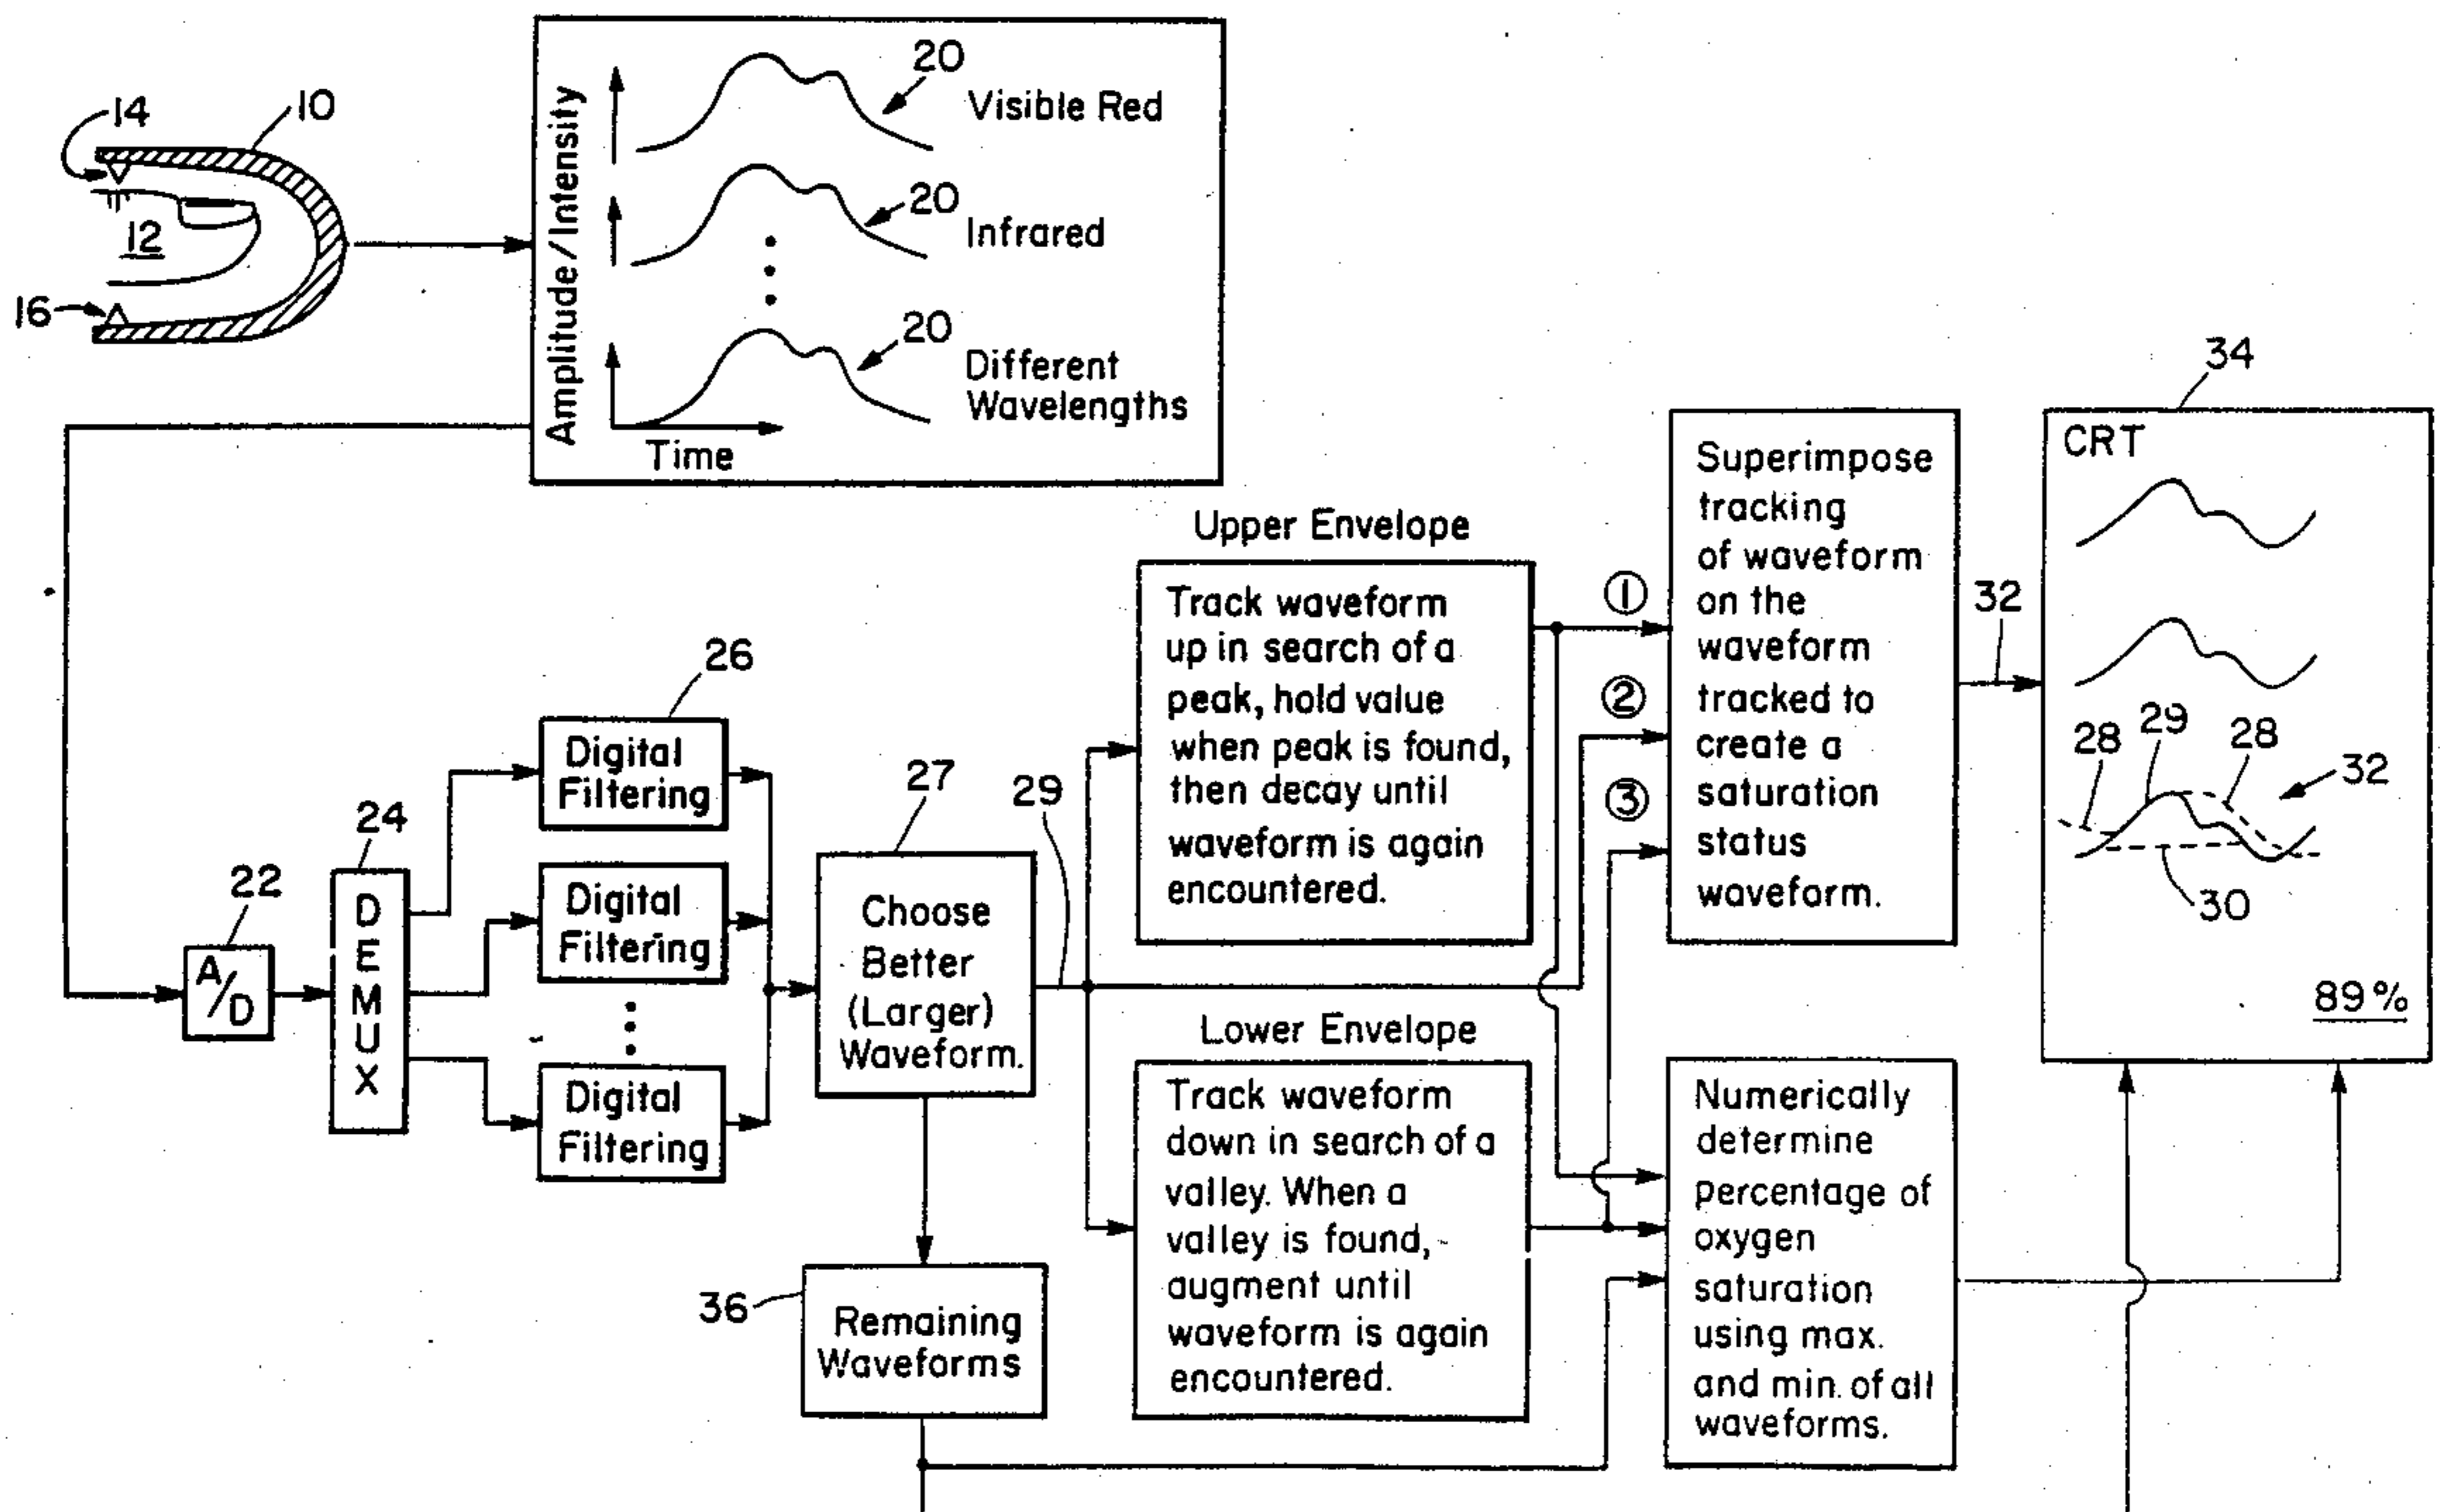 14
10
12
16
Amplitude/Intensity
20
Visible Red
20
Infrared
20
Different
Wavelengths
Time
34
CRT
28
29
28
32
30
89%
Superimpose
tracking
of waveform
on the
waveform
tracked to
create a
saturation
status
waveform.
32
Upper Envelope
Track waveform
up in search of a
peak, hold value
when peak is found,
then decay until
waveform is again
encountered.
①
②
③
26
Digital
Filtering
Digital
Filtering
Digital
Filtering
24
DEMUX
22
A/D
27
Choose
Better
(Larger)
Waveform.
29
Lower Envelope
Track waveform
down in search of a
valley. When a
valley is found,
augment until
waveform is again
encountered.
Numerically
determine
percentage of
oxygen
saturation
using max.
and min. of all
waveforms.
36
Remaining
Waveforms